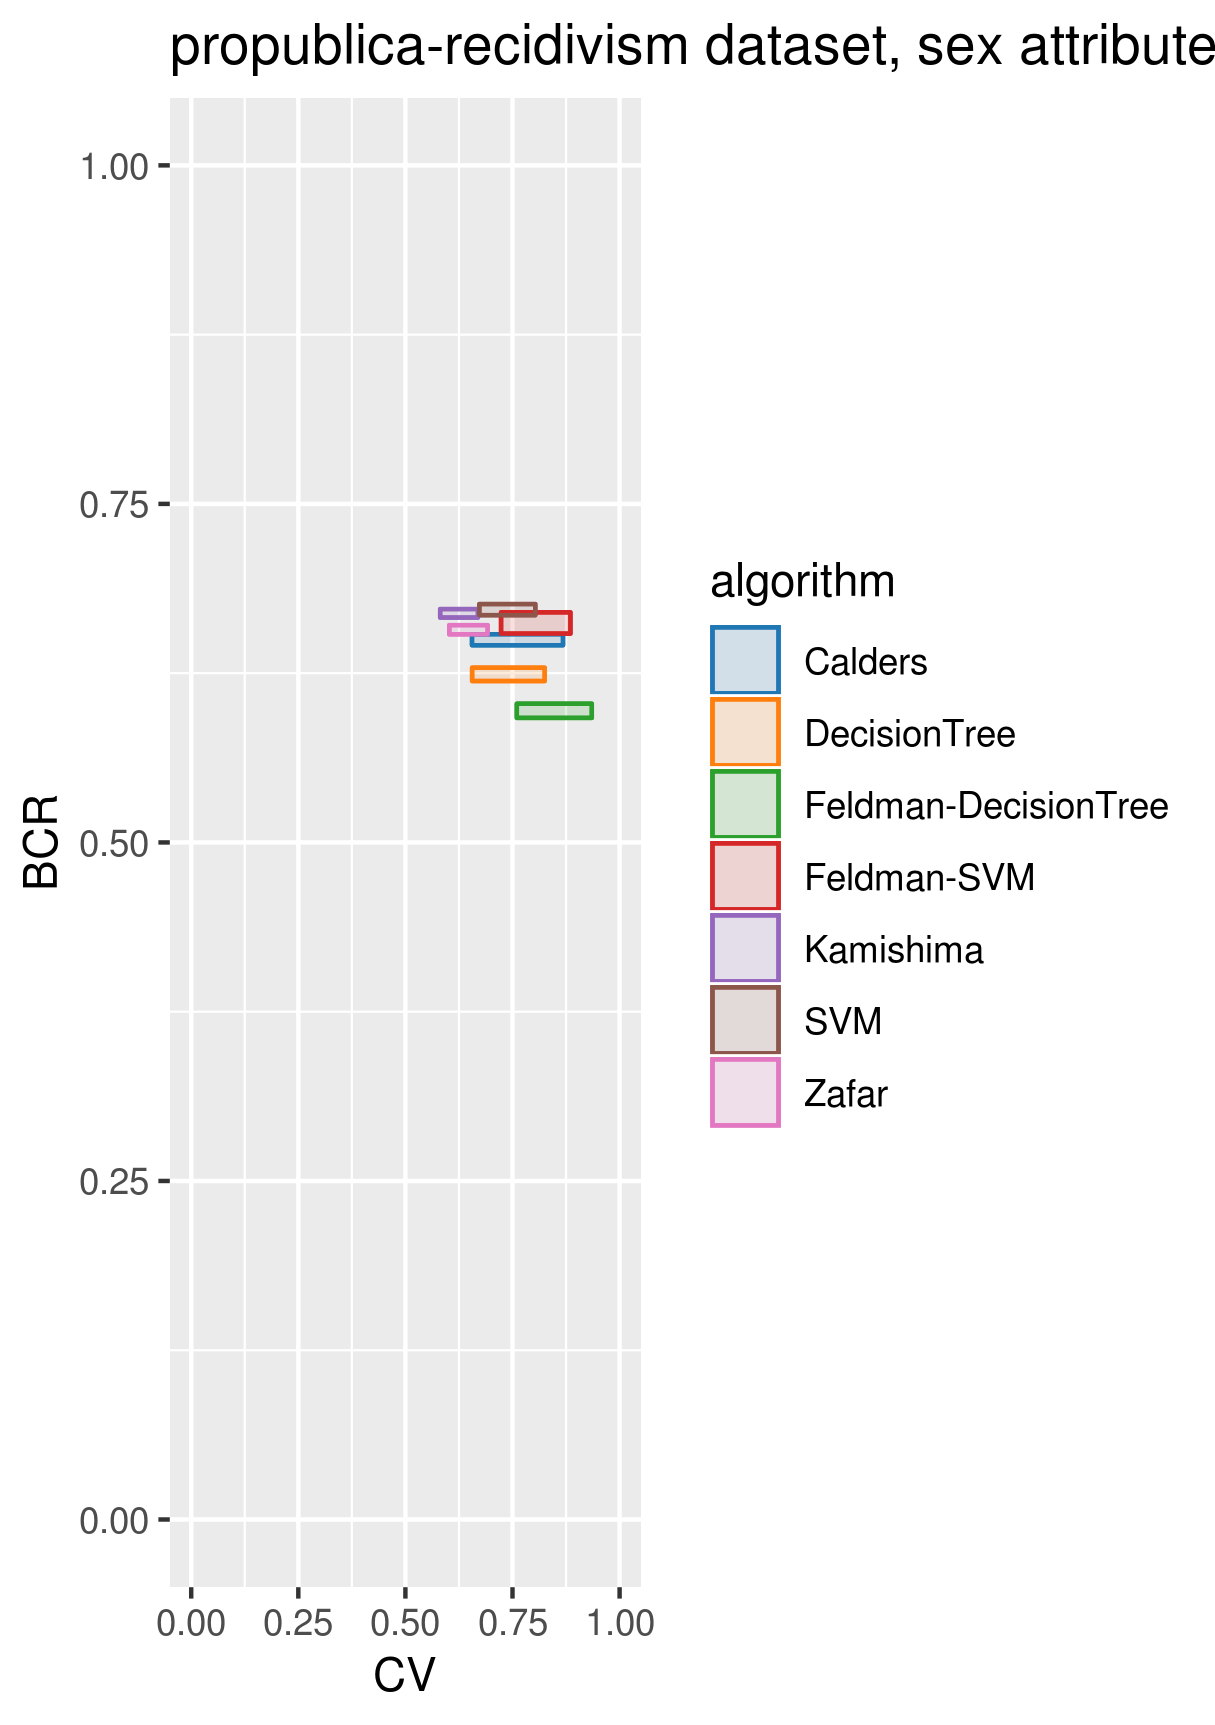 propublica-recidivism dataset, sex attribute
1.00
0.75
0.50
0.25
0.00
BCR
0.00 0.25 0.50 0.75 1.00
CV
algorithm
Calders
DecisionTree
Feldman-DecisionTree
Feldman-SVM
Kamishima
SVM
Zafar